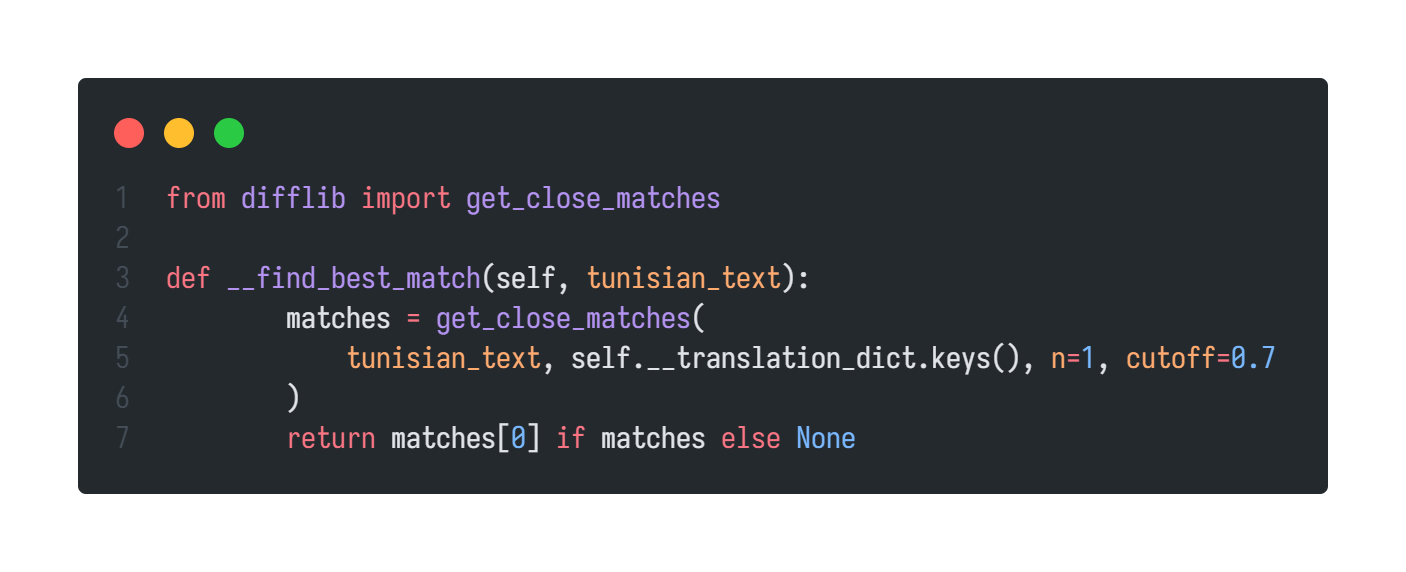 1 from difflib import get_close_matches
2
3 def __find_best_match(self, tunisian_text):
4         matches = get_close_matches(
5             tunisian_text, self.__translation_dict.keys(), n=1, cutoff=0.7
6         )
7         return matches[0] if matches else None